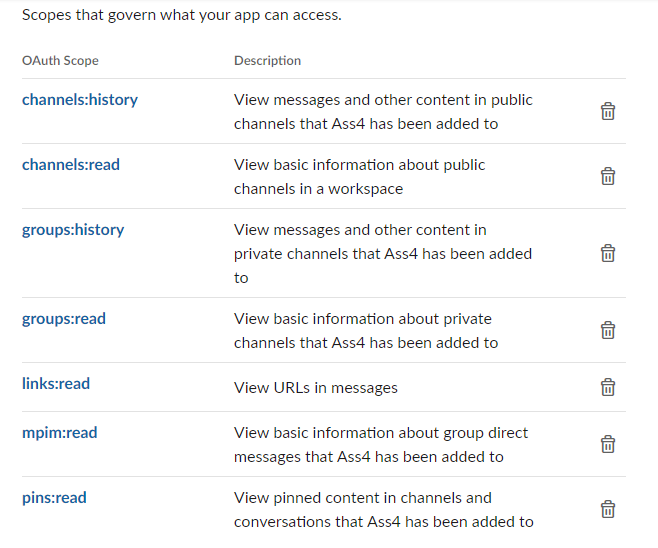 Scopes that govern what your app can access.
OAuth Scope Description
channels:history View messages and other content in public
channels that Ass4 has been added to
channels:read View basic information about public
channels in a workspace
groups:history View messages and other content in
private channels that Ass4 has been added
to
groups:read View basic information about private
channels that Ass4 has been added to
links:read View URLs in messages
mpim:read View basic information about group direct
messages that Ass4 has been added to
pins:read View pinned content in channels and
conversations that Ass4 has been added to